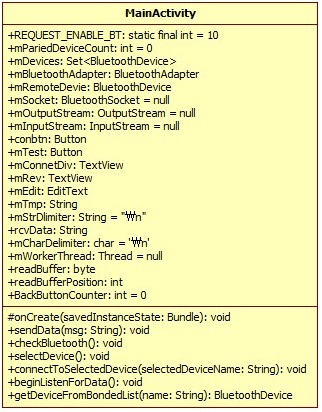 MainActivity
+REQUEST_ENABLE_BT: static final int = 10
+mPariedDeviceCount: int = 0
+mDevices: Set<BluetoothDevice>
+mBluetoothAdapter: BluetoothAdapter
+mRemoteDevie: BluetoothDevice
+mSocket: BluetoothSocket = null
+mOutputStream: OutputStream = null
+mInputStream: InputStream = null
+conbtn: Button
+mTest: Button
+mConnetDiv: TextView
+mRev: TextView
+mEdit: EditText
+mTmp: String
+mStrDlimiter: String = "₩n"
+rcvData: String
+mCharDelimiter: char = '₩n'
+mWorkerThread: Thread = null
+readBuffer: byte
+readBufferPosition: int
+BackButtonCounter: int = 0
#onCreate(savedInstanceState: Bundle): void
+sendData(msg: String): void
+checkBluetooth(): void
+selectDevice(): void
+connectToSelectedDevice(selectedDeviceName: String): void
+beginListenForData(): void
+getDeviceFromBondedList(name: String): BluetoothDevice